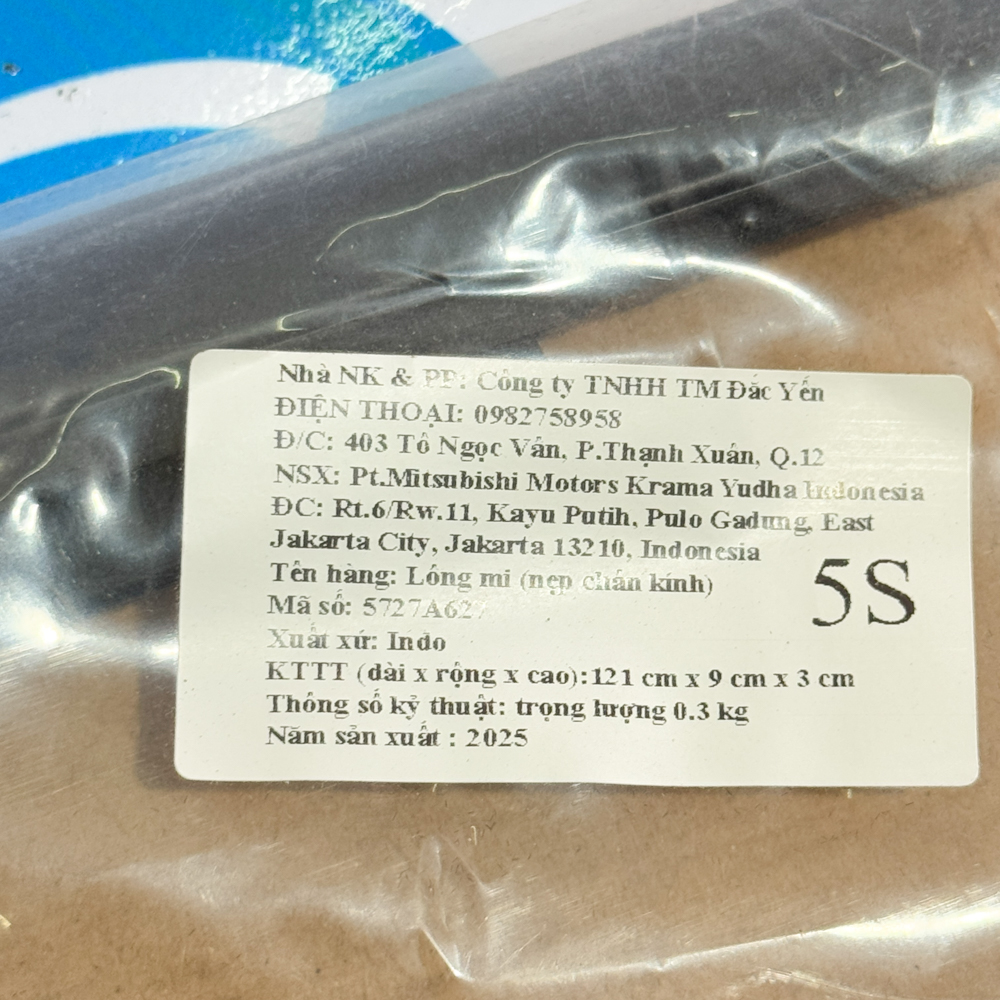 Nhà NK & PP: Công ty TNHH TM Đắc Yến
ĐIỆN THOẠI: 0982758958
Đ/C: 403 Tô Ngọc Vân, P.Thạnh Xuân, Q.12
NSX: Pt.Mitsubishi Motors Krama Yudha Indonesia
ĐC: Rt.6/Rw.11, Kayu Putih, Pulo Gadung, East
Jakarta City, Jakarta 13210, Indonesia
Tên hàng: Lông mi (nẹp chân kính)
Mã số:
Xuất xứ: Indo
KTTT (dài x rộng x cao):121 cm x 9 cm x 3 cm
Thông số kỹ thuật: trọng lượng 0.3 kg
Năm sản xuất : 2025
5S